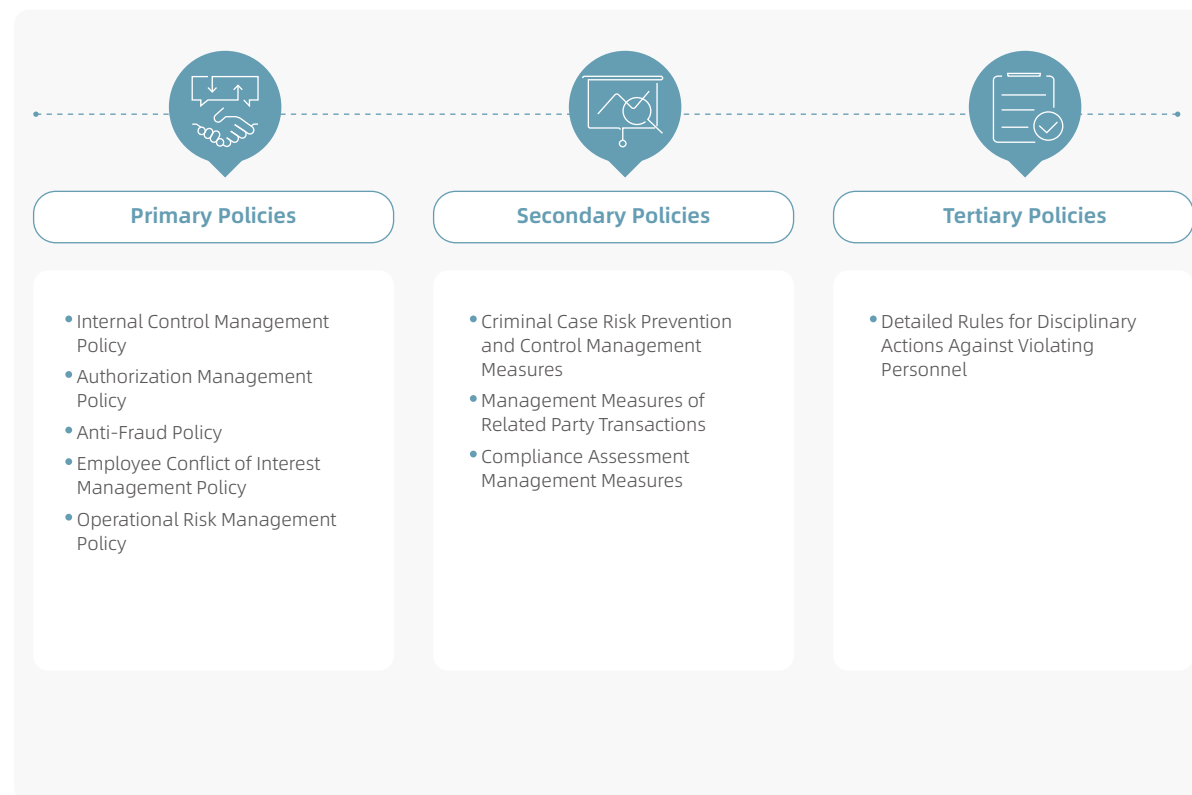 Primary Policies
Secondary Policies
Tertiary Policies
• Internal Control Management
Policy
• Authorization Management
Policy
• Anti-Fraud Policy
• Employee Conflict of Interest
Management Policy
• Operational Risk Management
Policy
• Criminal Case Risk Prevention
and Control Management
Measures
• Management Measures of
Related Party Transactions
• Compliance Assessment
Management Measures
• Detailed Rules for Disciplinary
Actions Against Violating
Personnel